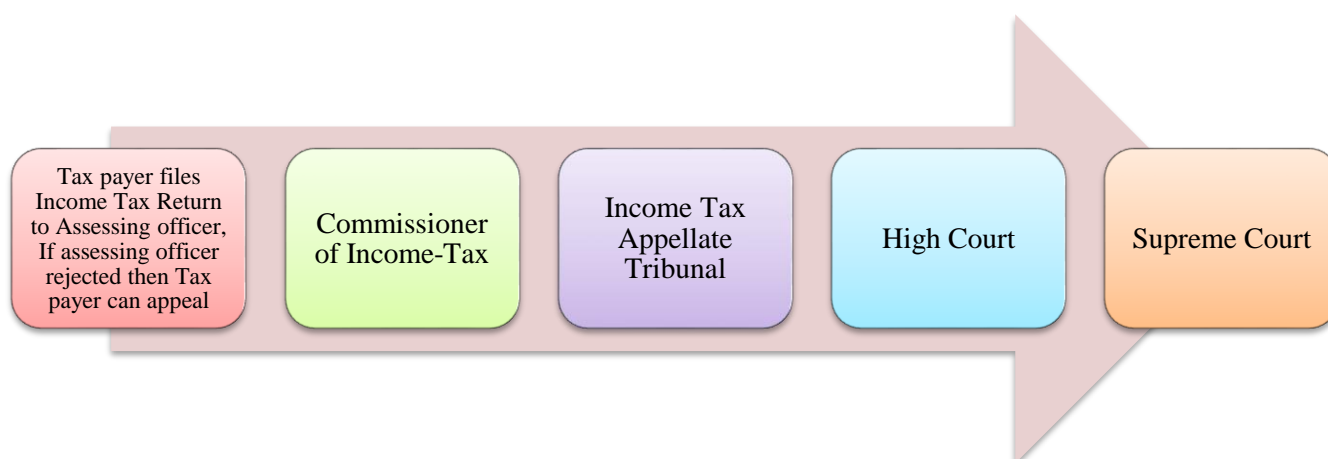 Tax payer files
Income Tax Return
to Assessing officer,
If assessing officer
rejected then Tax
payer can appeal
Commissioner
of Income-Tax
Income Tax
Appellate
Tribunal
High Court
Supreme Court